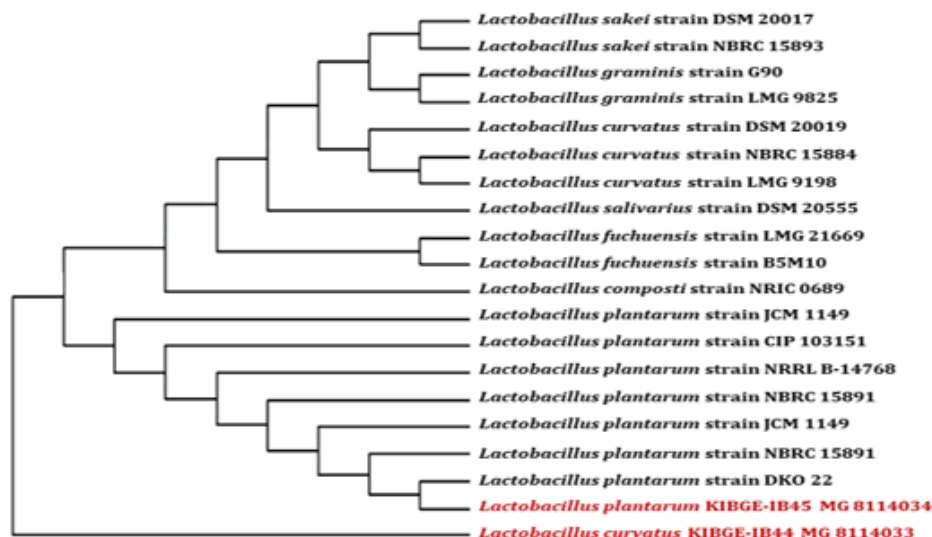 Lactobacillus sakei strain DSM 20017
Lactobacillus sakei strain NBRC 15893
Lactobacillus graminis strain G90
Lactobacillus graminis strain LMG 9825
Lactobacillus curvatus strain DSM 20019
Lactobacillus curvatus strain NBRC 15884
Lactobacillus curvatus strain LMG 9198
Lactobacillus salivarius strain DSM 20555
Lactobacillus fuchuensis strain LMG 21669
Lactobacillus fuchuensis strain B5M10
Lactobacillus composti strain NRIC 0689
Lactobacillus plantarum strain JCM 1149
Lactobacillus plantarum strain CIP 103151
Lactobacillus plantarum strain NRRL B-14768
Lactobacillus plantarum strain NBRC 15891
Lactobacillus plantarum strain JCM 1149
Lactobacillus plantarum strain NBRC 15891
Lactobacillus plantarum strain DKO 22
Lactobacillus plantarum KIBGE-IB45 MG 8114034
Lactobacillus curvatus KIBGE-IB44 MG 8114033